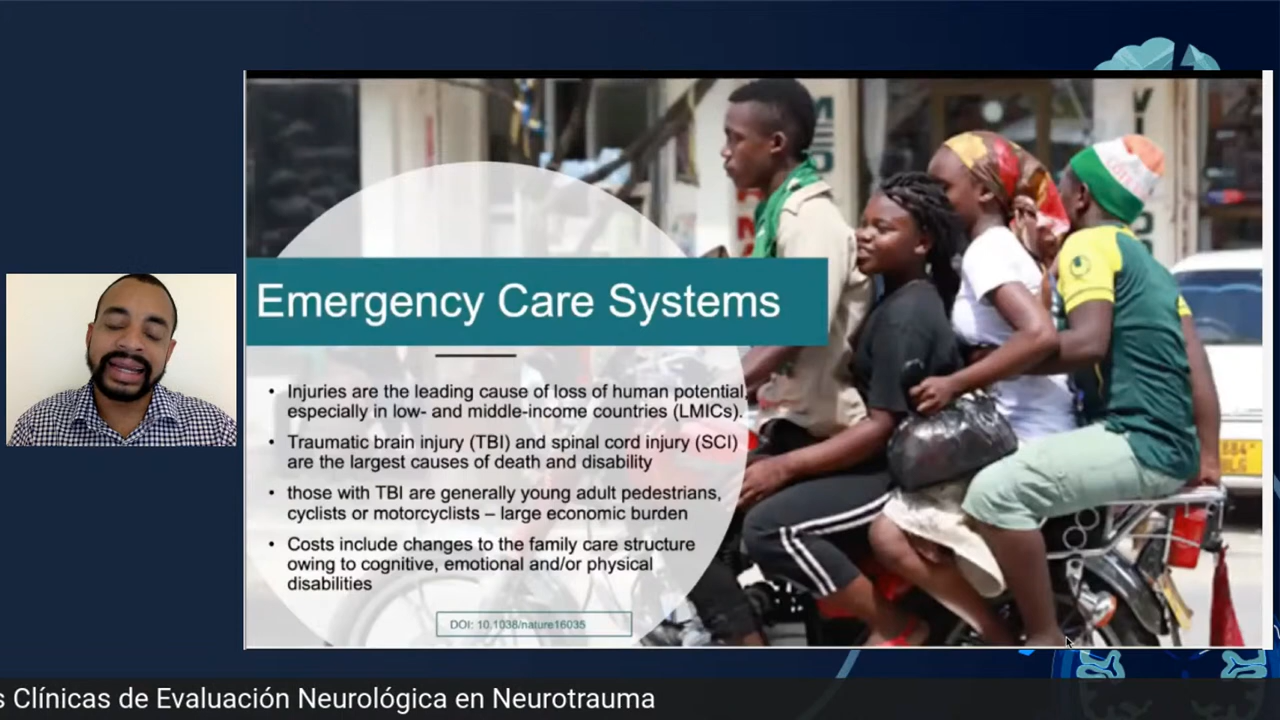 Emergency Care Systems
• Injuries are the leading cause of loss of human potential,
especially in low- and middle-income countries (LMICs).
• Traumatic brain injury (TBI) and spinal cord injury (SCI)
are the largest causes of death and disability
• those with TBI are generally young adult pedestrians,
cyclists or motorcyclists – large economic burden
• Costs include changes to the family care structure
owing to cognitive, emotional and/or physical
disabilities
DOI: 10.1038/nature16035
s Clínicas de Evaluación Neurológica en Neurotrauma